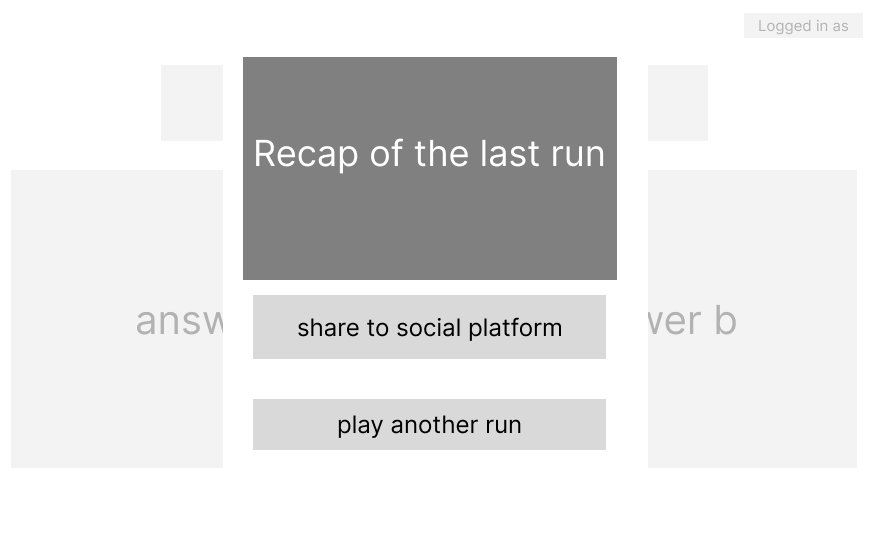 Logged in as
Recap of the last run
share to social platform
play another run